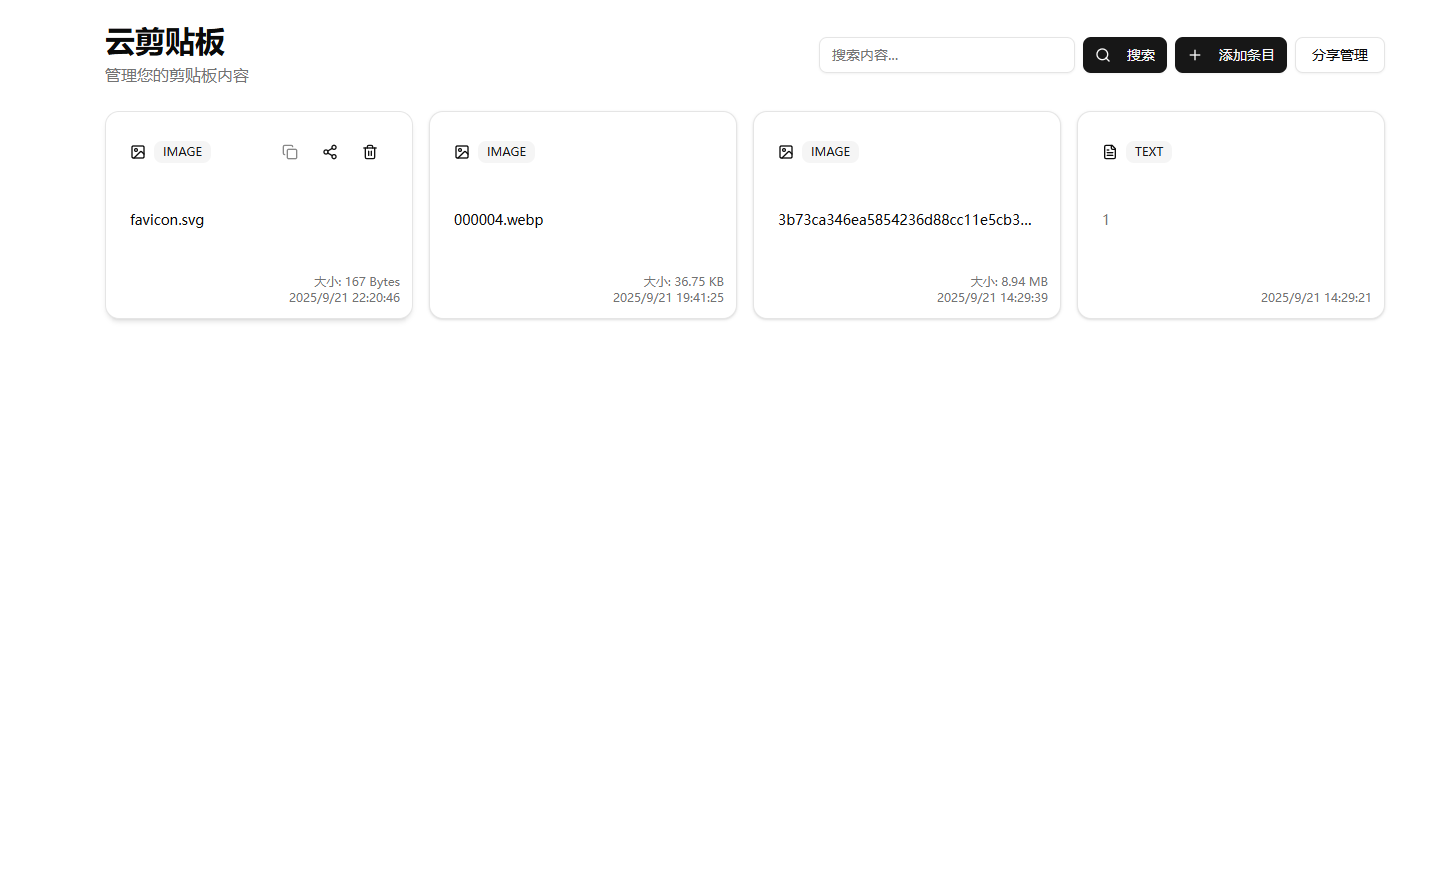 云剪贴板
管理您的剪贴板内容
搜索内容...
搜索
添加条目
分享管理
IMAGE
favicon.svg
大小: 167 Bytes
2025/9/21 22:20:46
IMAGE
000004.webp
大小: 36.75 KB
2025/9/21 19:41:25
IMAGE
3b73ca346ea5854236d88cc11e5cb3...
大小: 8.94 MB
2025/9/21 14:29:39
TEXT
1
2025/9/21 14:29:21